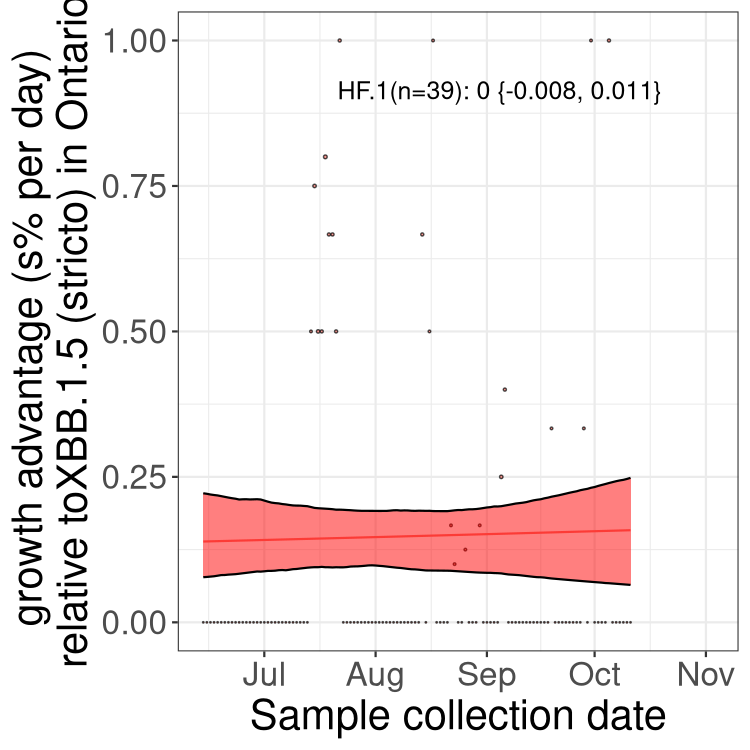 growth advantage (s% per day)
relative toXBB.1.5 (stricto) in Ontario
1.00
0.75
0.50
0.25
0.00
HF.1(n=39): 0 {-0.008, 0.011}
Jul Aug Sep Oct Nov
Sample collection date